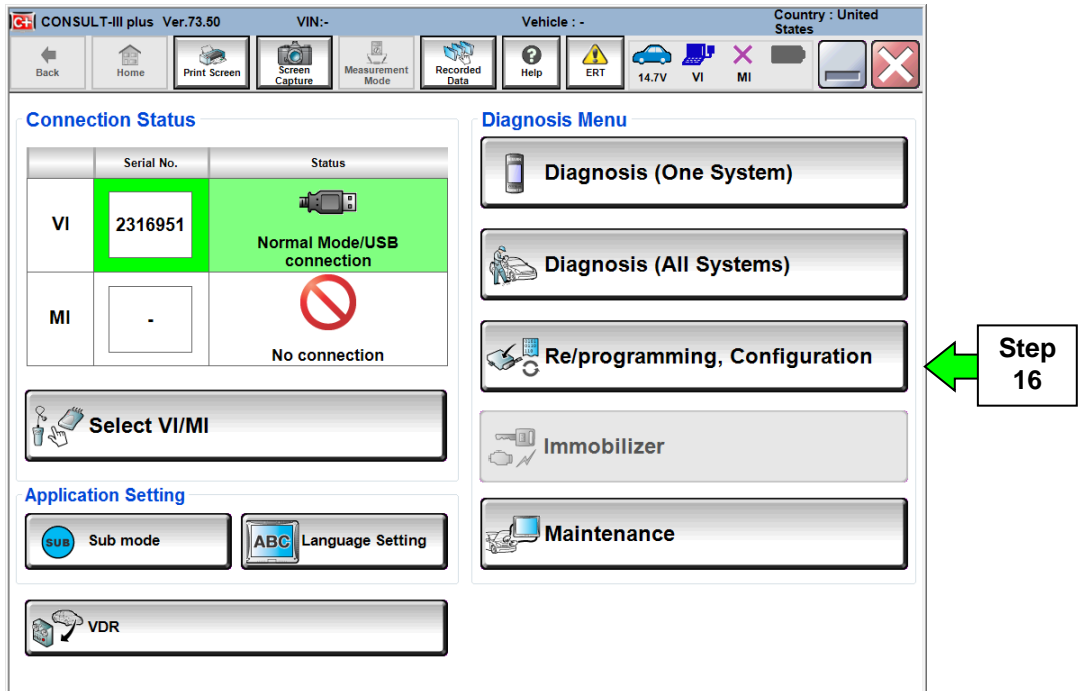 C+ CONSULT-III plus Ver.73.50 VIN:- Vehicle : - Country : United
States
Back
Home
Print Screen
Screen
Capture
Measurement
Mode
Recorded
Data
Help
ERT
14.7V
VI
MI
Connection Status
Serial No. Status
VI 2316951
Normal Mode/USB
connection
MI -
No connection
Select VI/MI
Application Setting
SUB Sub mode
ABC Language Setting
VDR
Diagnosis Menu
Diagnosis (One System)
Diagnosis (All Systems)
Re/programming, Configuration
Immobilizer
Maintenance
Step
16